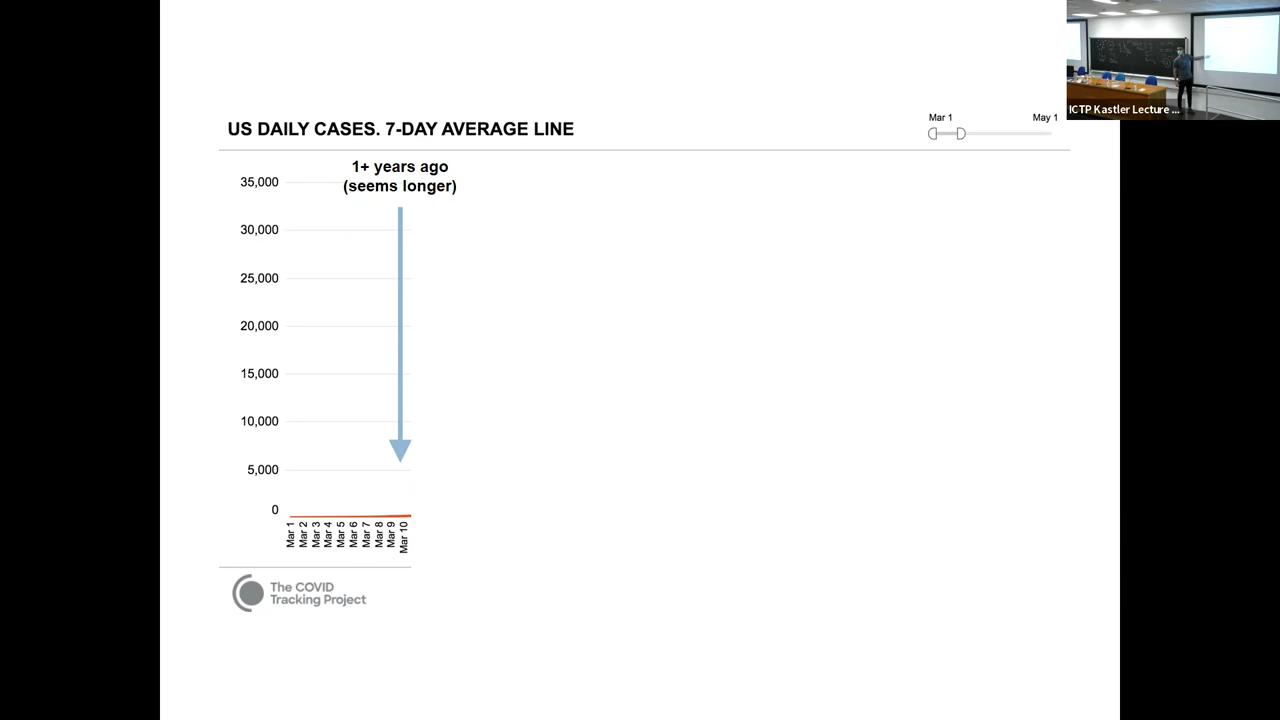 ICTP Kastler Lecture ...
US DAILY CASES. 7-DAY AVERAGE LINE
Mar 1
May 1
1+ years ago
(seems longer)
35,000
30,000
25,000
20,000
15,000
10,000
5,000
0
Mar 1
Mar 2
Mar 3
Mar 4
Mar 5
Mar 6
Mar 7
Mar 8
Mar 9
Mar 10
The COVID
Tracking Project